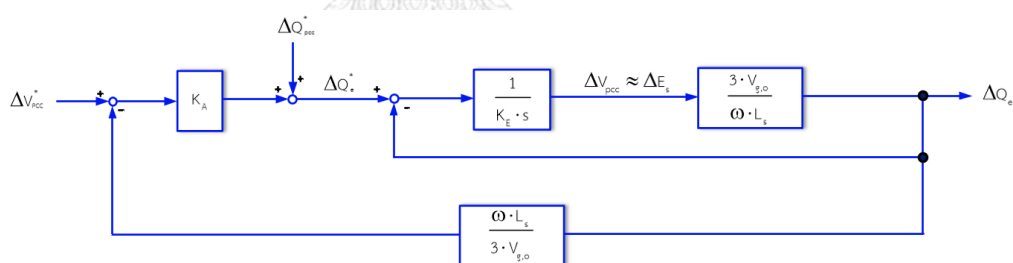 ΔQ*pcc
ΔV*PCC
+
-
K_A
+
+
ΔQ*e
+
-
1
K_E · s
ΔV_pcc ≈ ΔE_s
3 · V_g,o
ω · L_s
ΔQ_e
ω · L_s
3 · V_g,o